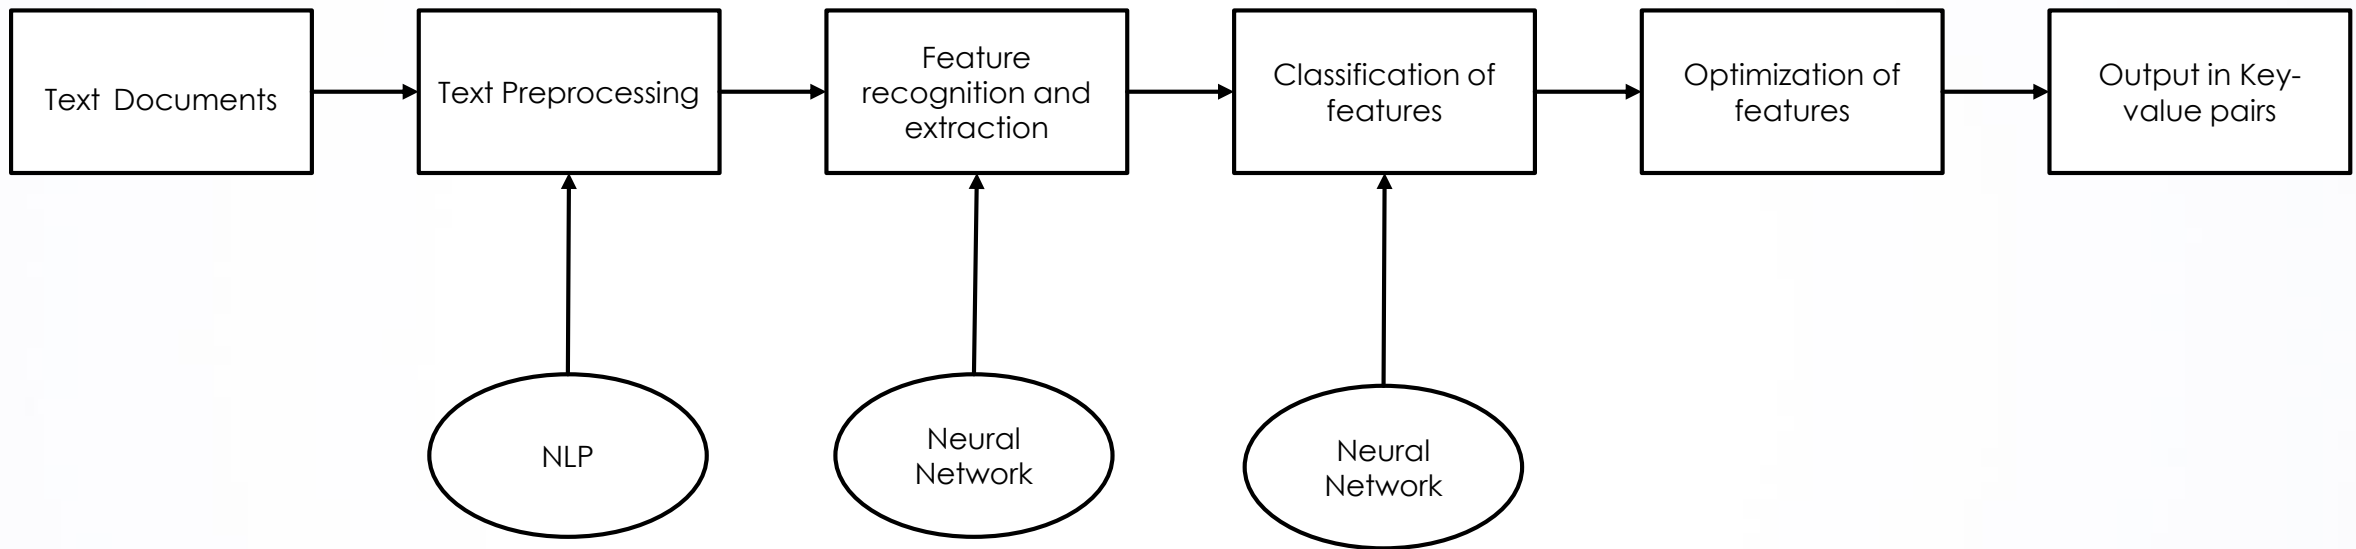 Text Documents
Text Preprocessing
Feature
recognition and
extraction
Classification of
features
Optimization of
features
Output in Key-
value pairs
NLP
Neural
Network
Neural
Network